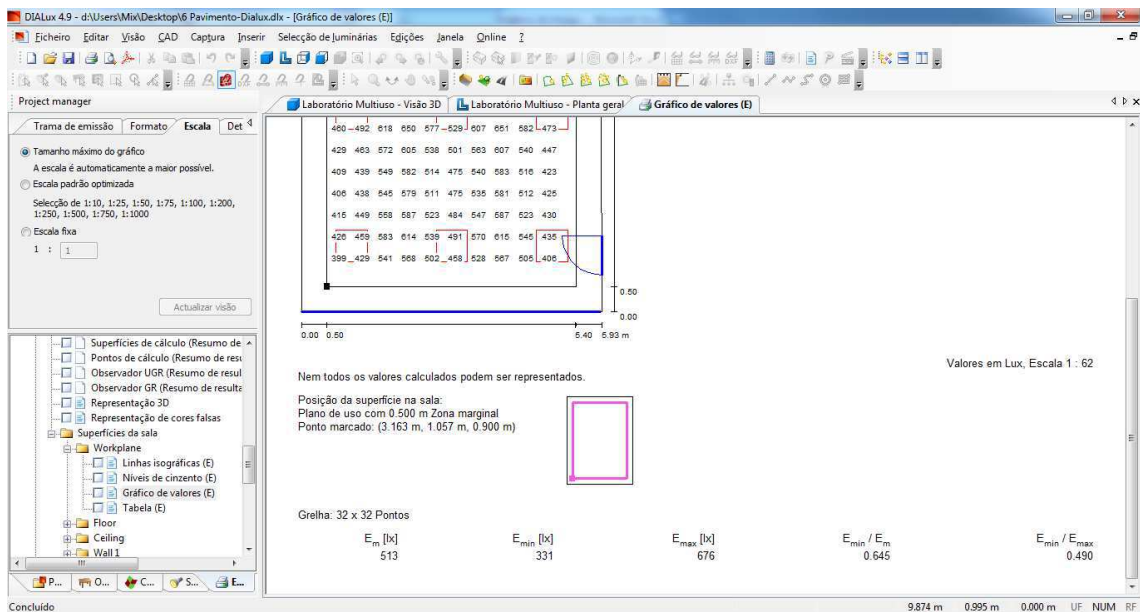 DIALux 4.9 - d:\Users\Mix\Desktop\6 Pavimento-Dialux.dlx - [Gráfico de valores (E)]
Ficheiro Editar Visão CAD Captura Inserir Selecção de luminárias Edições Janela Online ?
Project manager
Laboratório Multiuso - Visão 3D Laboratório Multiuso - Planta geral Gráfico de valores (E)
Trama de emissão Formato Escala Det
Tamanho máximo do gráfico
A escala é automaticamente a maior possível.
Escala padrão optimizada
Selecção de 1:10, 1:25, 1:50, 1:75, 1:100, 1:200,
1:250, 1:500, 1:750, 1:1000
Escala fixa
1 : 1
Actualizar visão
Superfícies de cálculo (Resumo de
Pontos de cálculo (Resumo de resu
Observador UGR (Resumo de resul
Observador GR (Resumo de resulta
Representação 3D
Representação de cores falsas
Superfícies da sala
Workplane
Linhas isográficas (E)
Níveis de cinzento (E)
Gráfico de valores (E)
Tabela (E)
Floor
Ceiling
Wall 1
P... O... C... S... E...
460 492 618 650 577 529 607 651 582 473
429 463 572 605 538 501 563 607 540 447
409 439 549 582 514 475 540 583 516 423
406 438 545 579 511 475 535 581 512 425
415 449 558 587 523 484 547 587 523 430
426 459 583 614 539 491 570 615 545 435
399 429 541 568 502 458 528 567 505 406
0.50
0.00
0.00 0.50 5.40 5.93 m
Valores em Lux, Escala 1 : 62
Nem todos os valores calculados podem ser representados.
Posição da superfície na sala:
Plano de uso com 0.500 m Zona marginal
Ponto marcado: (3.163 m, 1.057 m, 0.900 m)
Grelha: 32 x 32 Pontos
Em [lx] Emin [lx] Emax [lx] Emin / Em Emin / Emax
513 331 676 0.645 0.490
Concluído 9.874 m 0.995 m 0.000 m UF NUM RF